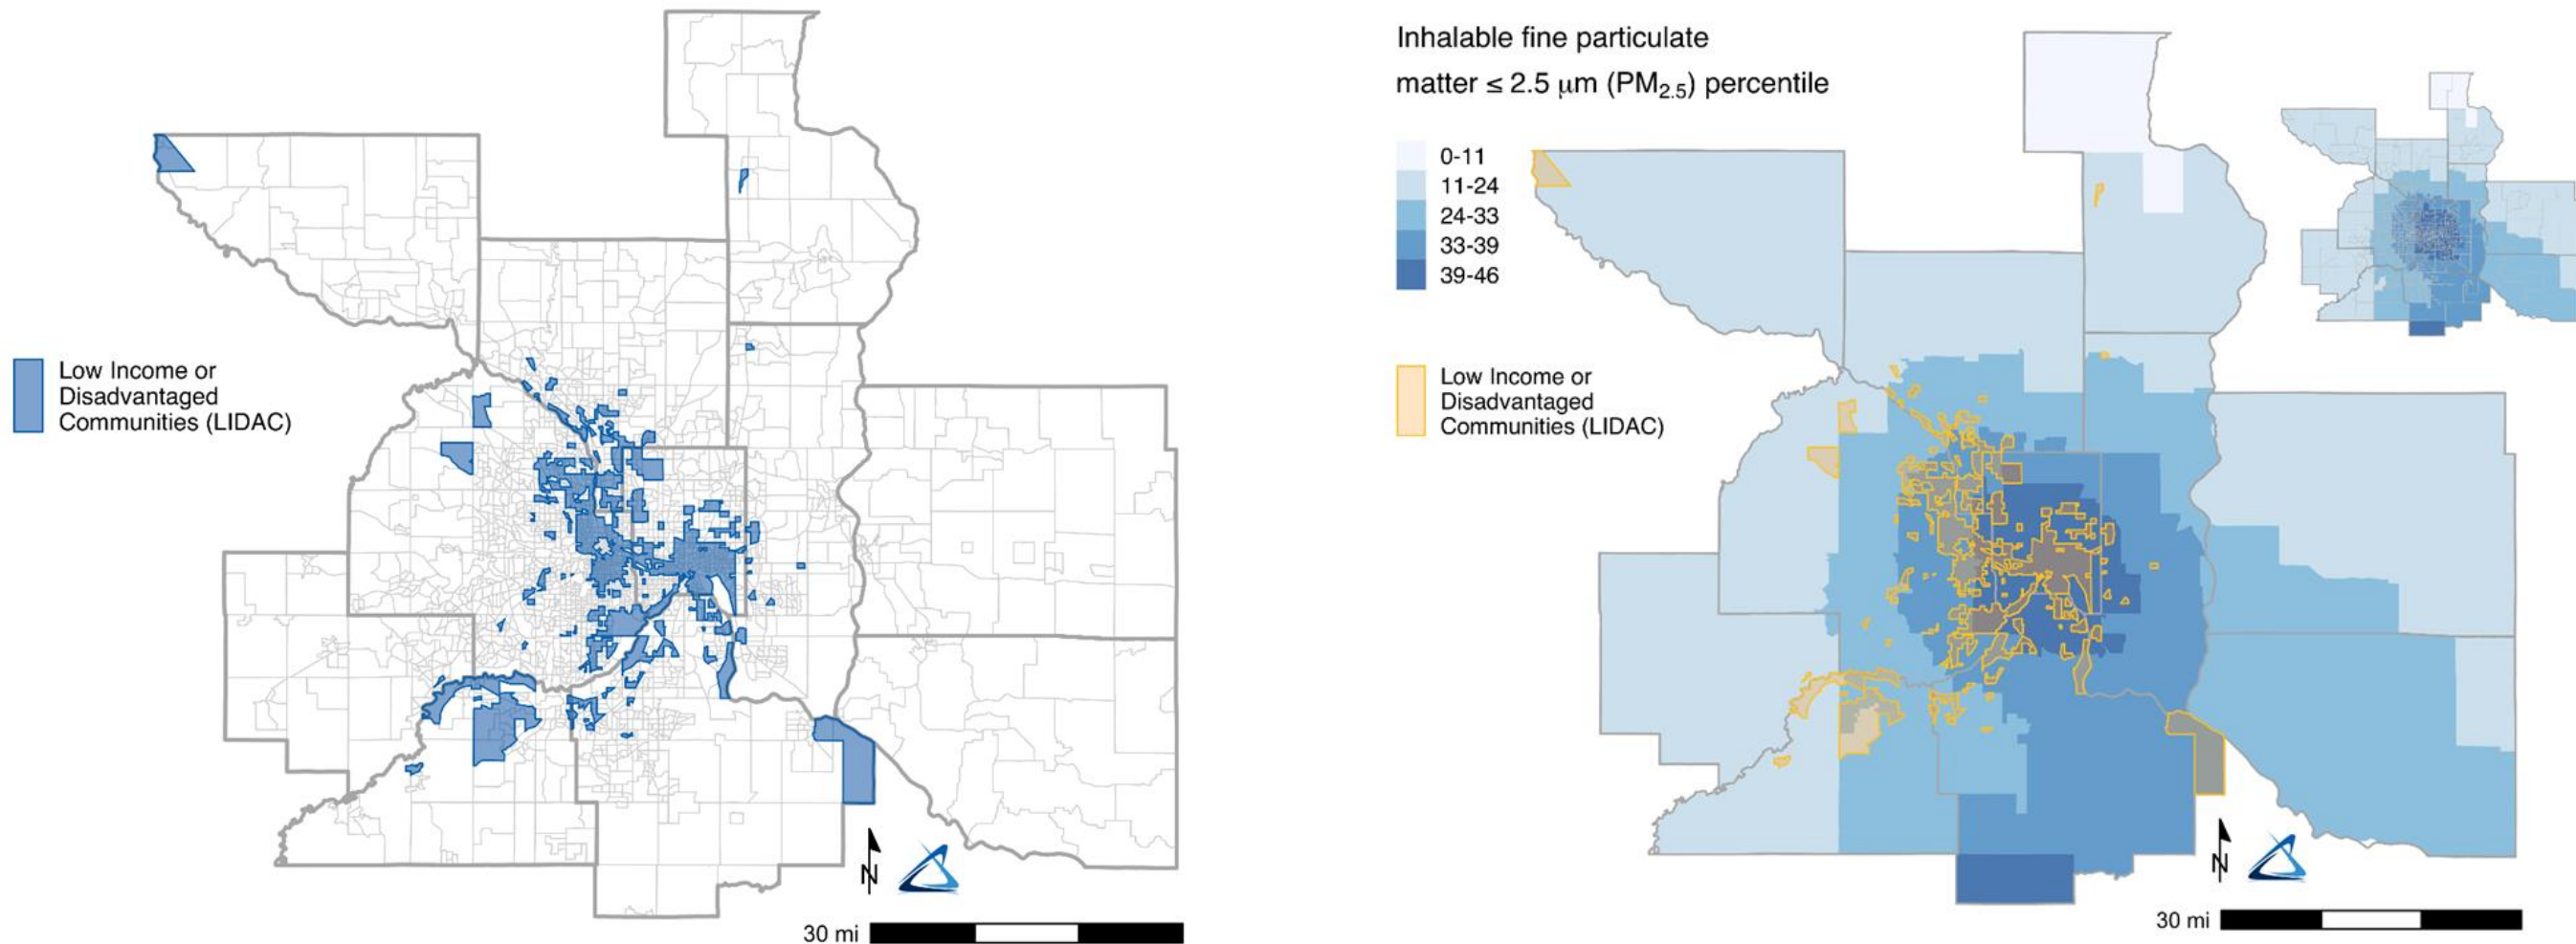 Low Income or
Disadvantaged
Communities (LIDAC)
N
30 mi
Inhalable fine particulate
matter ≤ 2.5 μm (PM2.5) percentile
0-11
11-24
24-33
33-39
39-46
Low Income or
Disadvantaged
Communities (LIDAC)
N
30 mi